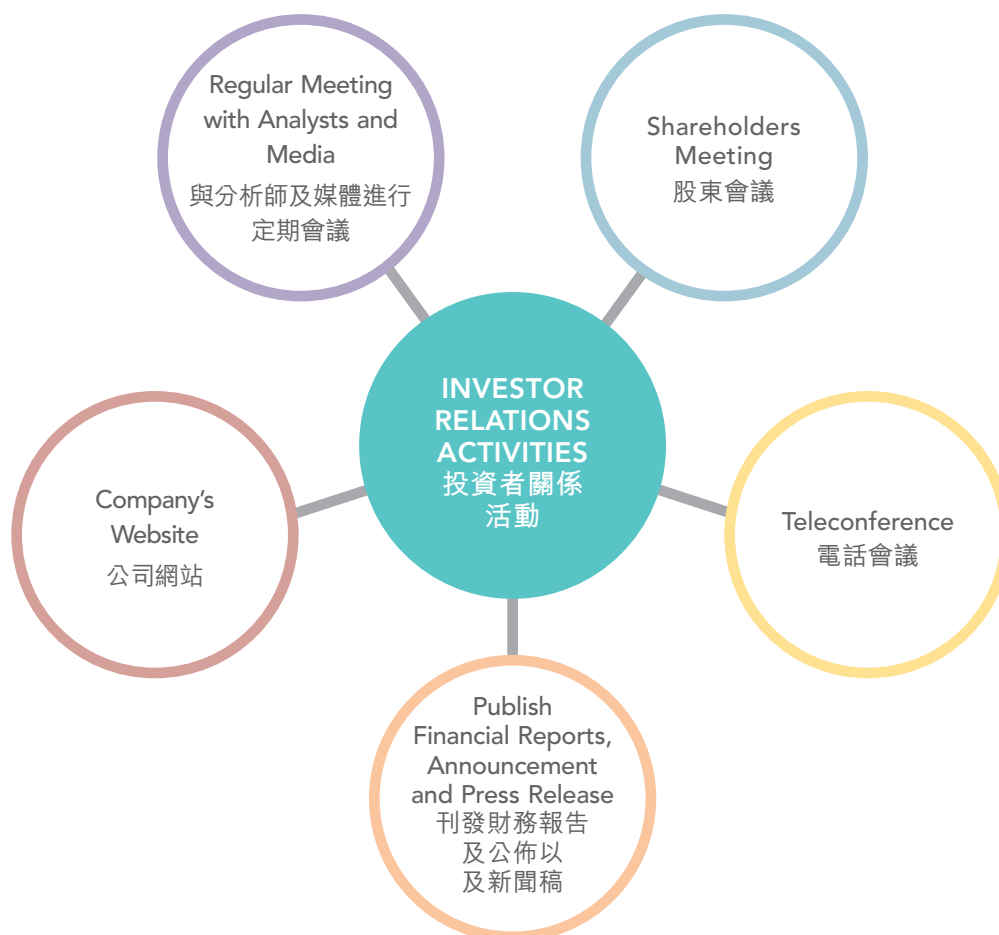 Regular Meeting
with Analysts and
Media
與分析師及媒體進行
定期會議
Shareholders
Meeting
股東會議
INVESTOR
RELATIONS
ACTIVITIES
投資者關係
活動
Company’s
Website
公司網站
Teleconference
電話會議
Publish
Financial Reports,
Announcement
and Press Release
刊發財務報告
及公佈以
及新聞稿